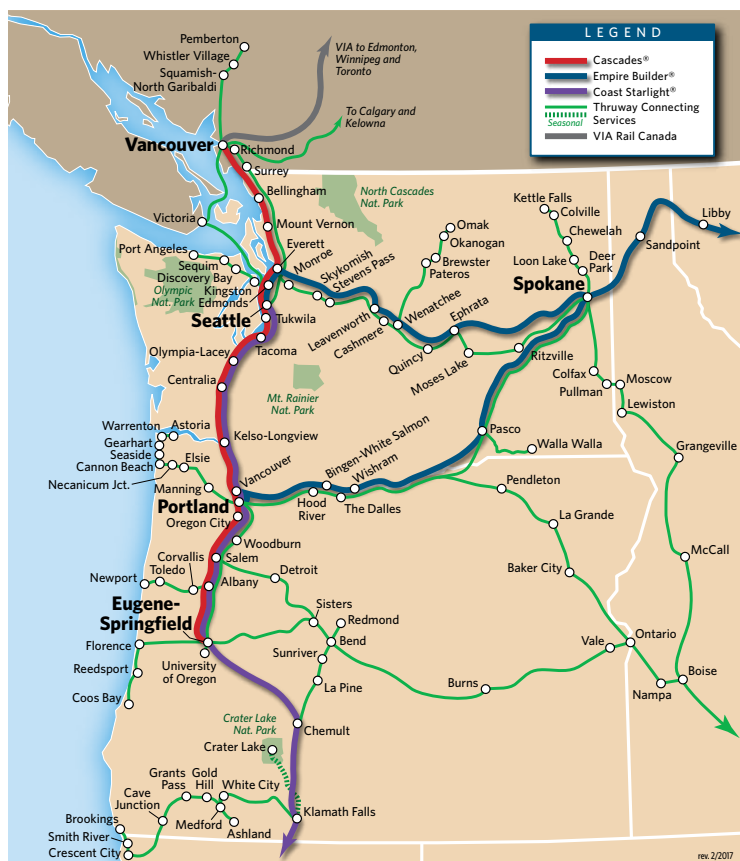 LEGEND
Cascades®
Empire Builder®
Coast Starlight®
Thruway Connecting
Services
Seasonal
VIA Rail Canada
Pemberton
Whistler Village
Squamish-
North Garibaldi
VIA to Edmonton,
Winnipeg and
Toronto
To Calgary and
Kelowna
Vancouver
Richmond
Surrey
Bellingham
North Cascades
Nat. Park
Victoria
Mount Vernon
Everett
Monroe
Skykomish
Stevens Pass
Port Angeles
Sequim
Discovery Bay
Olympic
Nat. Park
Kingston
Edmonds
Seattle
Tukwila
Tacoma
Leavenworth
Cashmere
Wenatchee
Omak
Okanogan
Brewster
Pateros
Quincy
Ephrata
Moses Lake
Ritzville
Kettle Falls
Colville
Chewelah
Loon Lake
Deer
Park
Spokane
Sandpoint
Libby
Olympia-Lacey
Centralia
Mt. Rainier
Nat. Park
Colfax
Pullman
Moscow
Lewiston
Grangeville
Warrenton
Astoria
Gearhart
Seaside
Cannon Beach
Elsie
Necanicum Jct.
Manning
Kelso-Longview
Vancouver
Portland
Oregon City
Bingen-White Salmon
Wishram
Hood
River
The Dalles
Pasco
Walla Walla
Pendleton
La Grande
Baker City
McCall
Woodburn
Salem
Detroit
Corvallis
Toledo
Newport
Albany
Eugene-
Springfield
University
of Oregon
Florence
Reedsport
Coos Bay
Sisters
Redmond
Bend
Sunriver
La Pine
Burns
Vale
Ontario
Nampa
Boise
Crater Lake
Nat. Park
Crater Lake
Chemult
Klamath Falls
Grants
Pass
Gold
Hill
White City
Cave
Junction
Medford
Ashland
Brookings
Smith River
Crescent City
rev. 2/2017